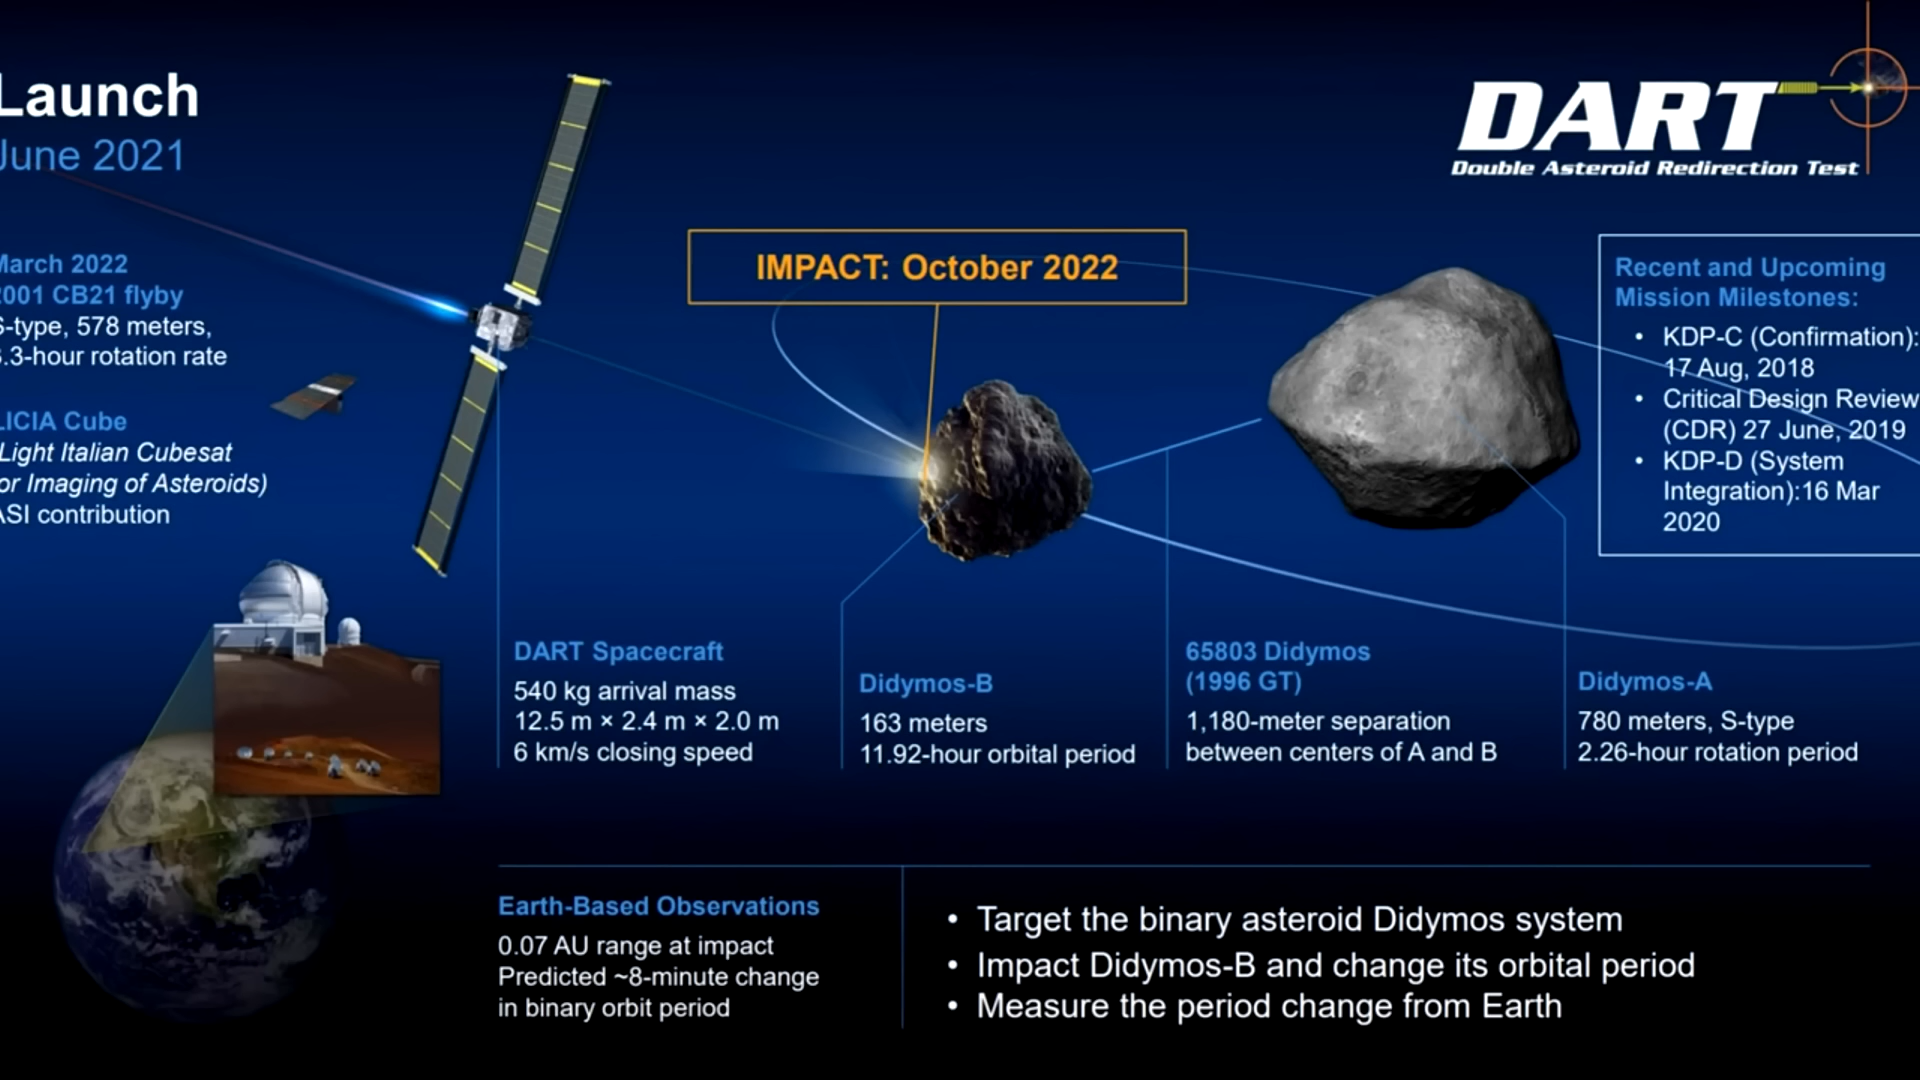 Launch
June 2021
March 2022
2001 CB21 flyby
S-type, 578 meters,
3.3-hour rotation rate
LICIA Cube
Light Italian Cubesat
or Imaging of Asteroids)
ASI contribution
DART
Double Asteroid Redirection Test
IMPACT: October 2022
Recent and Upcoming
Mission Milestones:
• KDP-C (Confirmation):
17 Aug, 2018
• Critical Design Review
(CDR) 27 June, 2019
• KDP-D (System
Integration):16 Mar
2020
DART Spacecraft
540 kg arrival mass
12.5 m × 2.4 m × 2.0 m
6 km/s closing speed
Didymos-B
163 meters
11.92-hour orbital period
65803 Didymos
(1996 GT)
1,180-meter separation
between centers of A and B
Didymos-A
780 meters, S-type
2.26-hour rotation period
Earth-Based Observations
0.07 AU range at impact
Predicted ~8-minute change
in binary orbit period
• Target the binary asteroid Didymos system
• Impact Didymos-B and change its orbital period
• Measure the period change from Earth